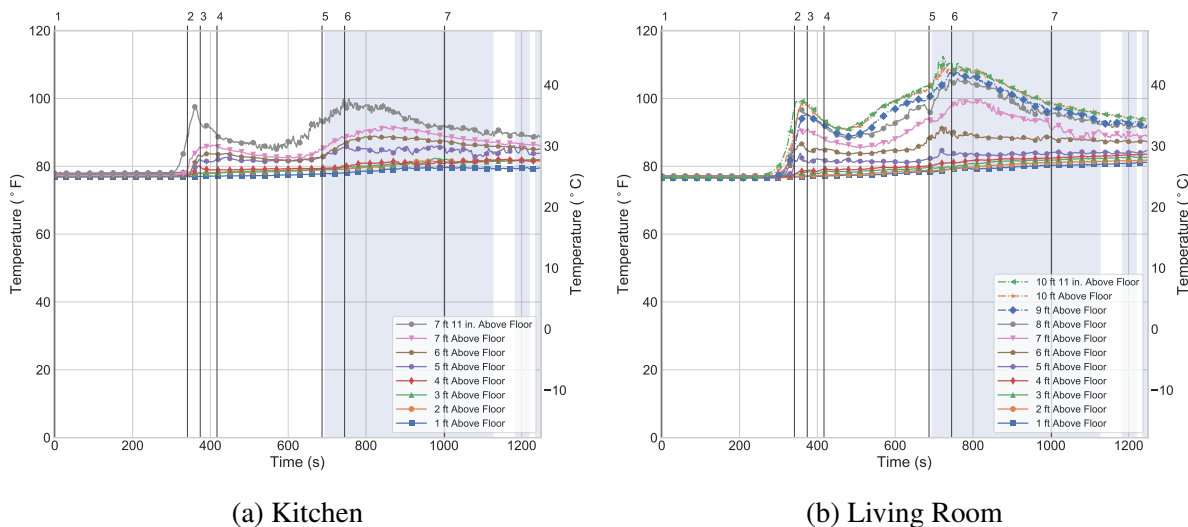 1 2 3 4 5 6 7
120
100
80
60
40
20
0
Temperature (° F)
40
30
20
10
0
−10
Temperature (° C)
7 ft 11 in. Above Floor
7 ft Above Floor
6 ft Above Floor
5 ft Above Floor
4 ft Above Floor
3 ft Above Floor
2 ft Above Floor
1 ft Above Floor
0 200 400 600 800 1000 1200
Time (s)
(a) Kitchen
1 2 3 4 5 6 7
120
100
80
60
40
20
0
Temperature (° F)
40
30
20
10
0
−10
Temperature (° C)
10 ft 11 in. Above Floor
10 ft Above Floor
9 ft Above Floor
8 ft Above Floor
7 ft Above Floor
6 ft Above Floor
5 ft Above Floor
4 ft Above Floor
3 ft Above Floor
2 ft Above Floor
1 ft Above Floor
0 200 400 600 800 1000 1200
Time (s)
(b) Living Room